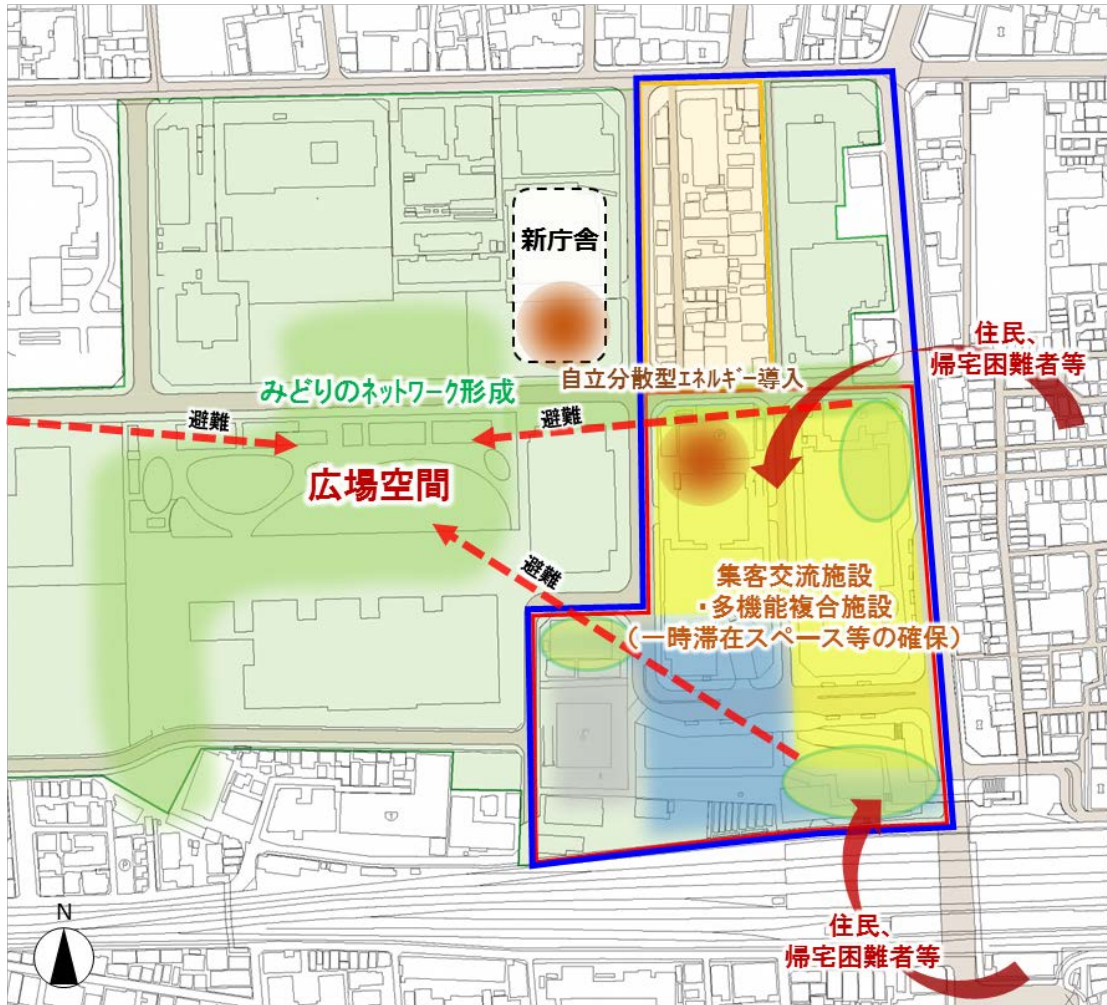 新庁舎
住民、
帰宅困難者等
自立分散型エネルギー導入
みどりのネットワーク形成
避難
避難
広場空間
避難
集客交流施設
・多機能複合施設
（一時滞在スペース等の確保）
N
住民、
帰宅困難者等